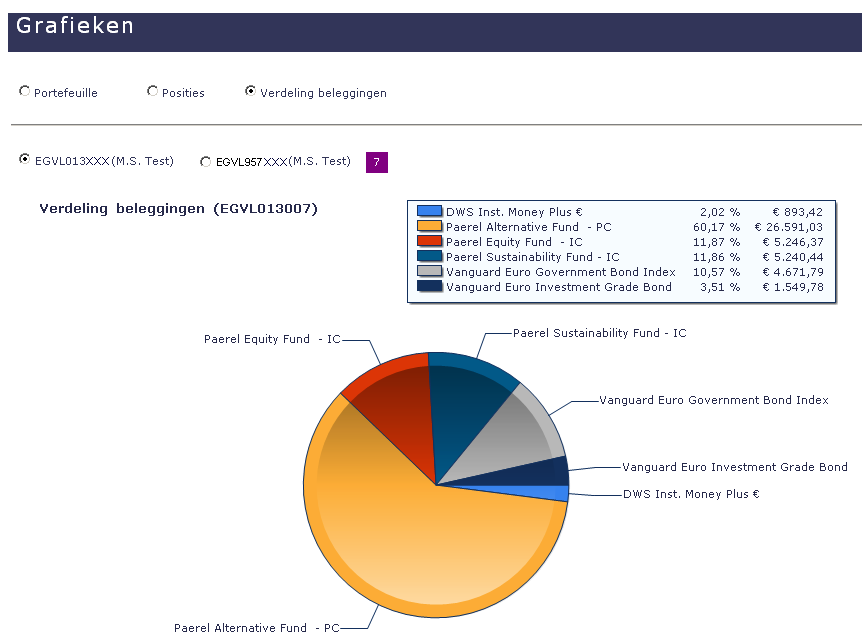 Grafieken
Portefeuille Posities Verdeling beleggingen
EGVL013XXX(M.S. Test) EGVL957XXX(M.S. Test) 7
Verdeling beleggingen (EGVL013007)
DWS Inst. Money Plus € 2,02 % € 893,42
Paerel Alternative Fund - PC 60,17 % € 26.591,03
Paerel Equity Fund - IC 11,87 % € 5.246,37
Paerel Sustainability Fund - IC 11,86 % € 5.240,44
Vanguard Euro Government Bond Index 10,57 % € 4.671,79
Vanguard Euro Investment Grade Bond 3,51 % € 1.549,78
Paerel Sustainability Fund - IC
Paerel Equity Fund - IC
Vanguard Euro Government Bond Index
Vanguard Euro Investment Grade Bond
DWS Inst. Money Plus €
Paerel Alternative Fund - PC